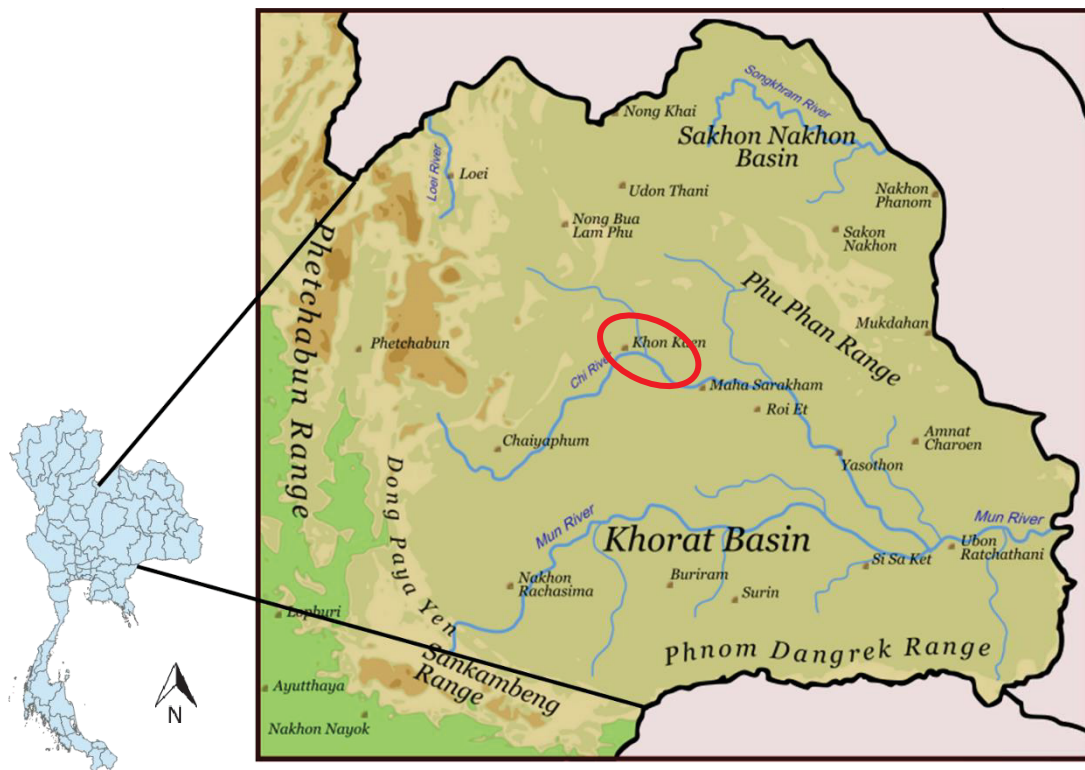 Songkhram River
Nong Khai
Sakhon Nakhon
Basin
Loei River
Loei
Udon Thani
Nakhon
Phanom
Nong Bua
Lam Phu
Sakon
Nakhon
Phetchabun Range
Phu Phan Range
Mukdahan
Phetchabun
Khon Kaen
Chi River
Maha Sarakham
Roi Et
Chaiyaphum
Amnat
Charoen
Yasothon
Dong Paya Yen
Mun River
Khorat Basin
Mun River
Ubon
Ratchathani
Si Sa Ket
Nakhon
Rachasima
Buriram
Surin
Lopburi
Phnom Dangrek Range
Sankambeng
Range
Ayutthaya
Nakhon Nayok
N